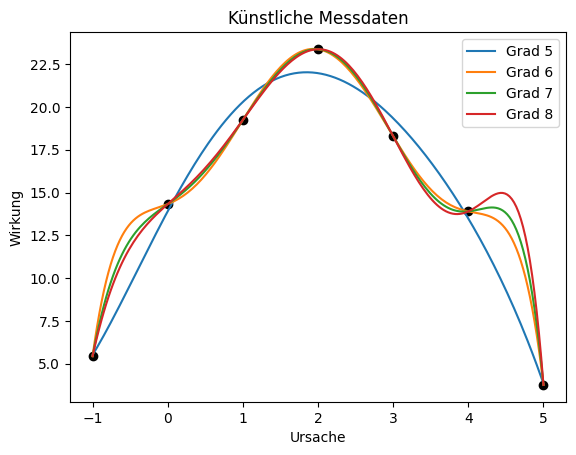 Künstliche Messdaten
Grad 5
Grad 6
Grad 7
Grad 8
Wirkung
22.5
20.0
17.5
15.0
12.5
10.0
7.5
5.0
−1 0 1 2 3 4 5
Ursache